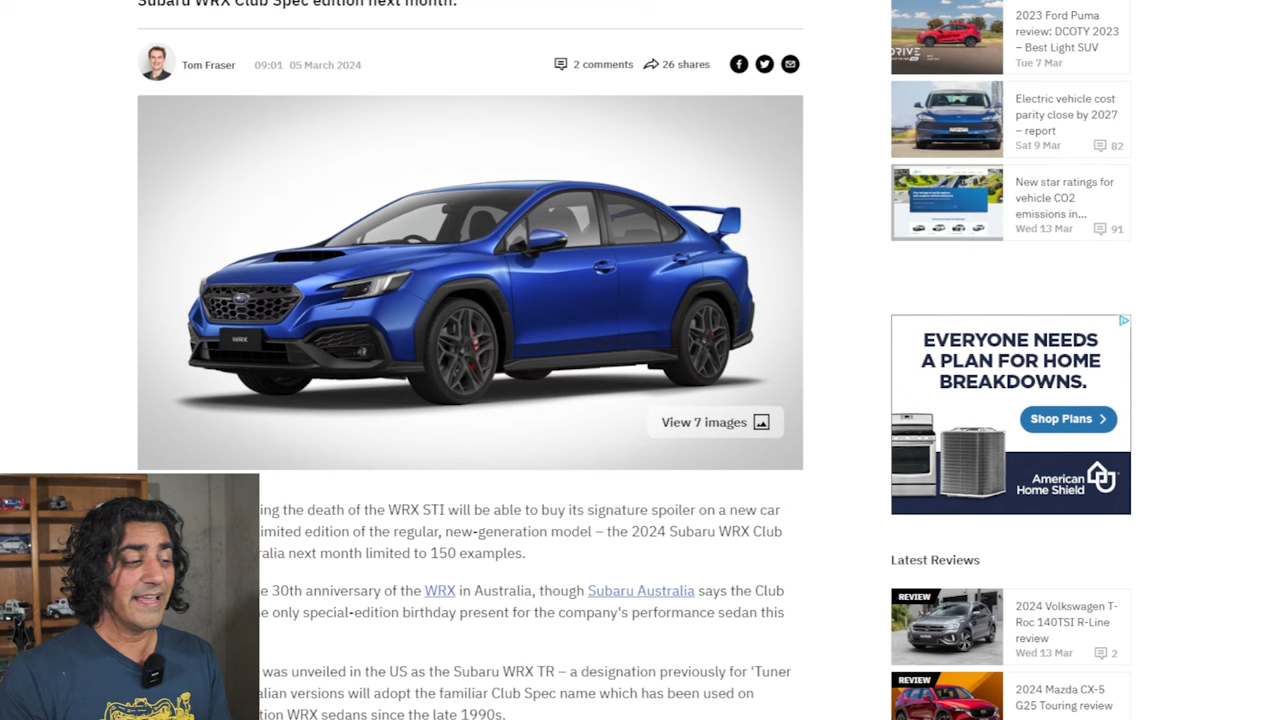 Subaru WRX Club Spec edition next month.
Tom Fraser 09:01 05 March 2024 2 comments 26 shares
WRX
View 7 images
ing the death of the WRX STI will be able to buy its signature spoiler on a new car
imited edition of the regular, new-generation model – the 2024 Subaru WRX Club
ralia next month limited to 150 examples.
e 30th anniversary of the WRX in Australia, though Subaru Australia says the Club
e only special-edition birthday present for the company's performance sedan this
was unveiled in the US as the Subaru WRX TR – a designation previously for 'Tuner
alian versions will adopt the familiar Club Spec name which has been used on
tion WRX sedans since the late 1990s.
DRIVE
2023 Ford Puma
review: DCOTY 2023
– Best Light SUV
Tue 7 Mar
Electric vehicle cost
parity close by 2027
– report
Sat 9 Mar 82
New star ratings for
vehicle CO2
emissions in...
Wed 13 Mar 91
EVERYONE NEEDS
A PLAN FOR HOME
BREAKDOWNS.
Shop Plans
American
Home Shield
Latest Reviews
REVIEW
2024 Volkswagen T-
Roc 140TSI R-Line
review
Wed 13 Mar 2
REVIEW
2024 Mazda CX-5
G25 Touring review